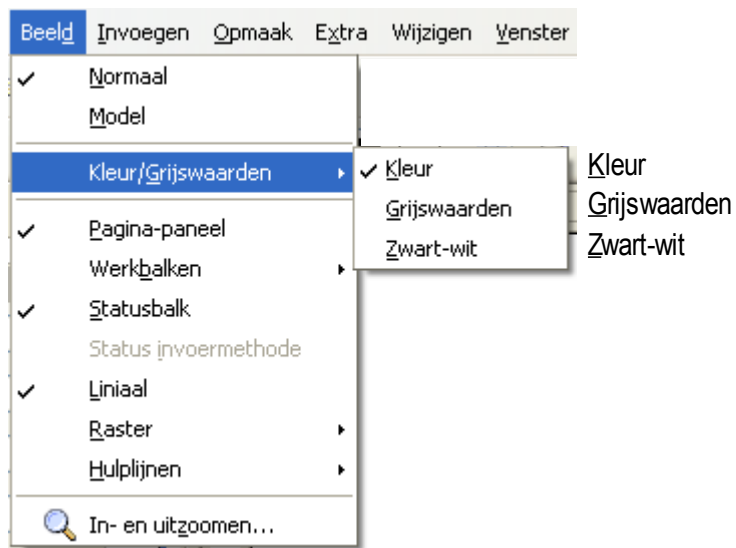 Beeld Invoegen Opmaak Extra Wijzigen Venster
Normaal
Model
Kleur/Grijswaarden
Pagina-paneel
Werkbalken
Statusbalk
Status invoermethode
Liniaal
Raster
Hulplijnen
In- en uitzoomen...
Kleur
Grijswaarden
Zwart-wit
Kleur
Grijswaarden
Zwart-wit